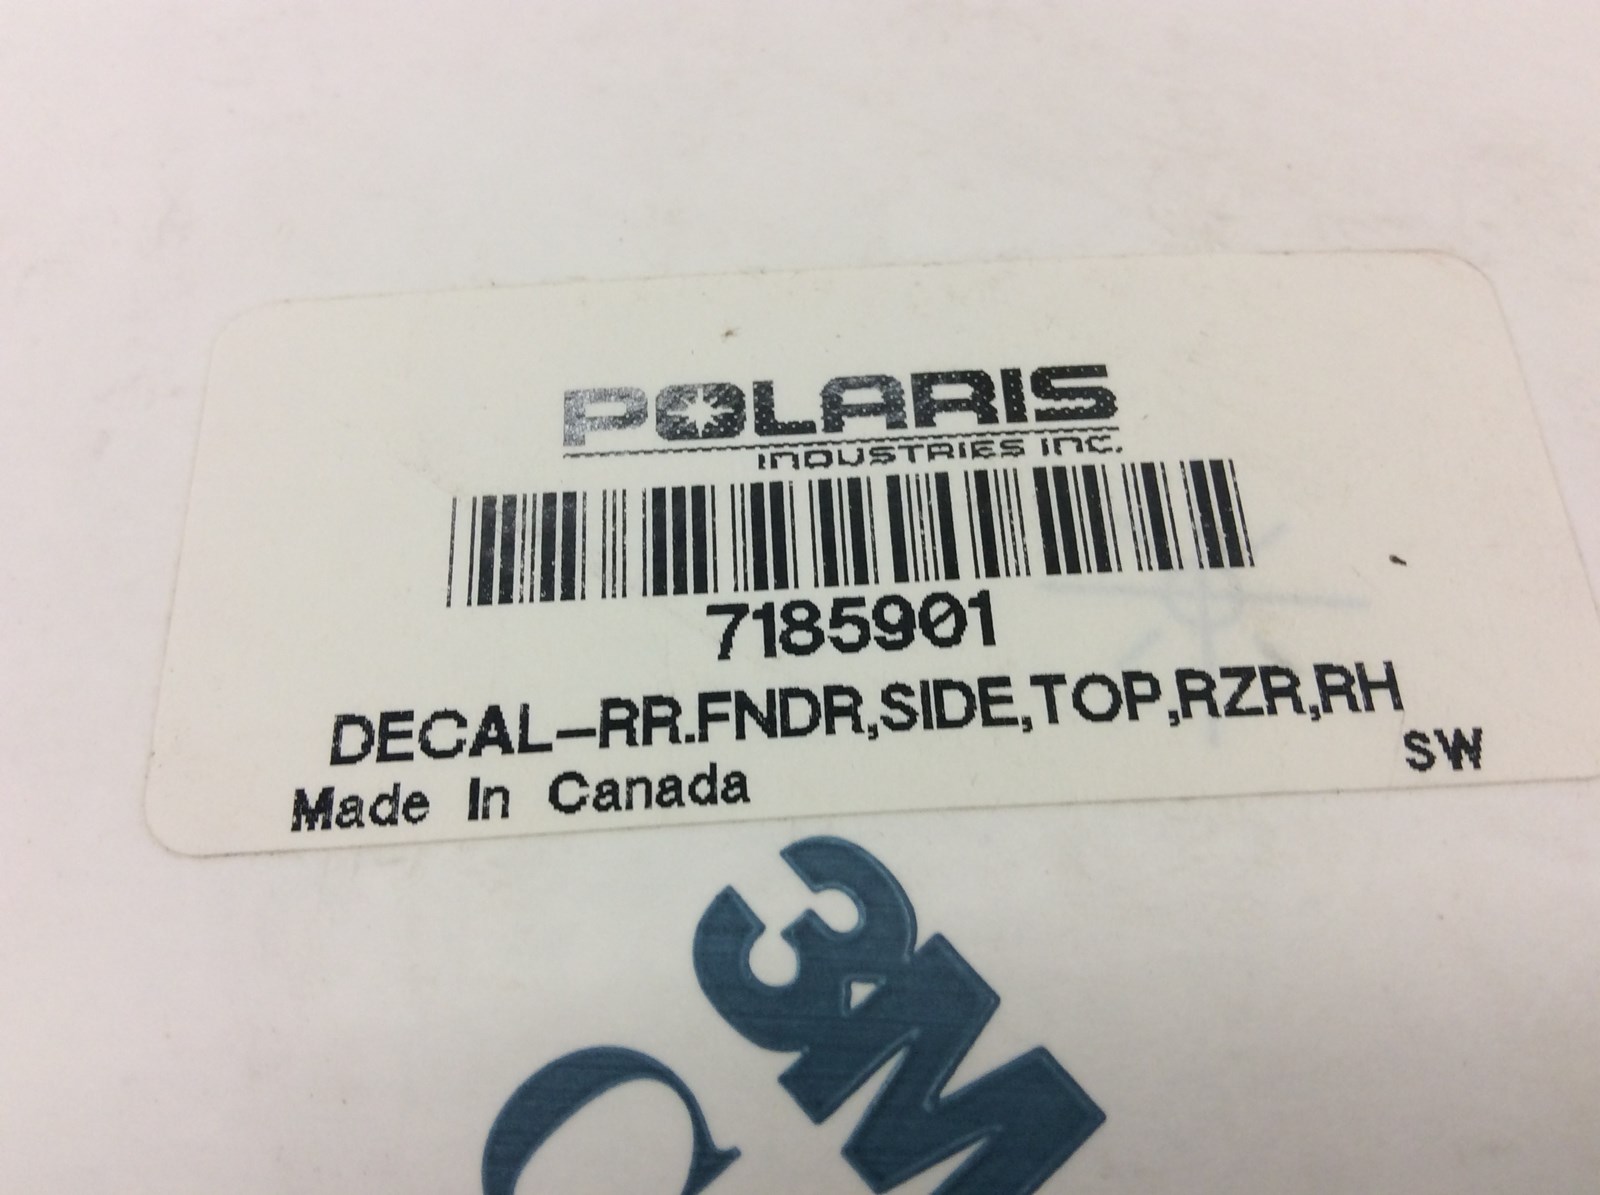 POLARIS
INDUSTRIES INC.
7185901
DECAL-RR.FNDR,SIDE,TOP,RZR,RH
SW
Made In Canada
3M